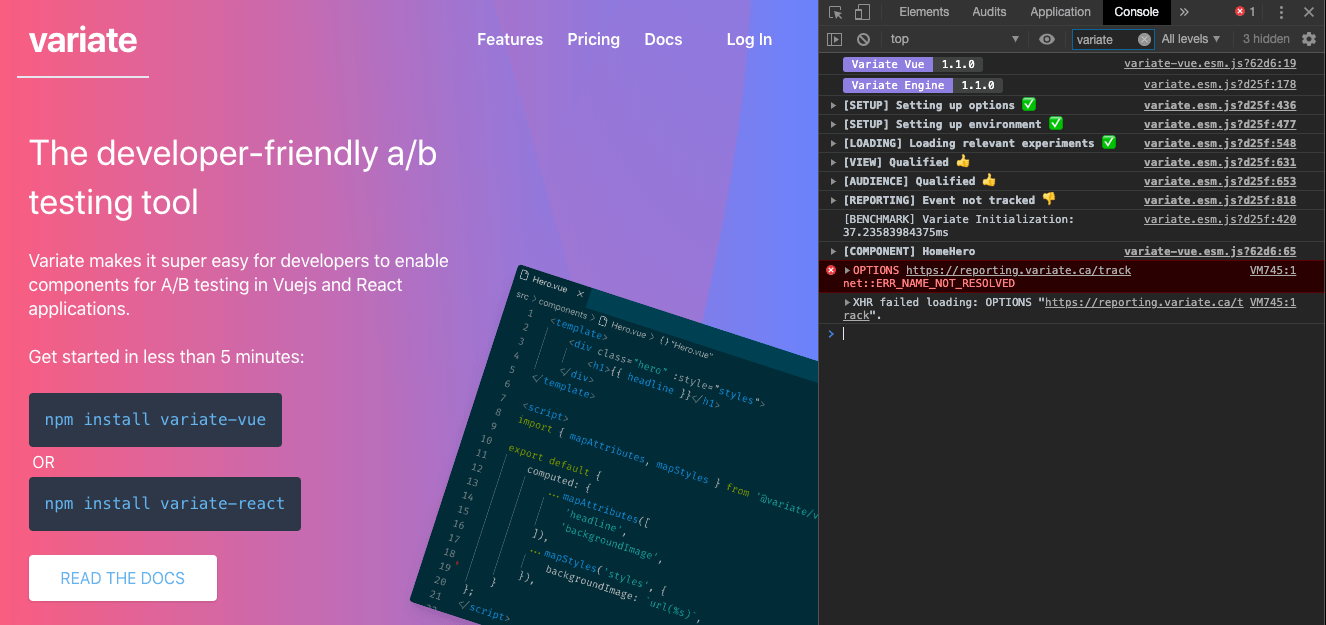 variate
Features Pricing Docs Log In
The developer-friendly a/b
testing tool
Variate makes it super easy for developers to enable
components for A/B testing in Vuejs and React
applications.
Get started in less than 5 minutes:
npm install variate-vue
OR
npm install variate-react
READ THE DOCS
Hero.vue
src > components > Hero.vue > {} "Hero.vue"
1 <template>
2 <div class="hero" :style="styles">
3 <h1>{{ headline }}</h1>
4 </div>
5 </template>
6
7 <script>
8 import { mapAttributes, mapStyles } from '@variate/v
9
10 export default {
11 computed: {
12 ...mapAttributes([
13 'headline',
14 'backgroundImage',
15 ]),
16 ...mapStyles('styles', {
17 backgroundImage: `url(%s)`,
18 }),
19 }
20 };
21 </script>
Elements Audits Application Console » 1
top variate All levels 3 hidden
Variate Vue 1.1.0 variate-vue.esm.js?62d6:19
Variate Engine 1.1.0 variate.esm.js?d25f:178
[SETUP] Setting up options ✅ variate.esm.js?d25f:436
[SETUP] Setting up environment ✅ variate.esm.js?d25f:477
[LOADING] Loading relevant experiments ✅ variate.esm.js?d25f:548
[VIEW] Qualified 👍 variate.esm.js?d25f:631
[AUDIENCE] Qualified 👍 variate.esm.js?d25f:653
[REPORTING] Event not tracked 👎 variate.esm.js?d25f:818
[BENCHMARK] Variate Initialization: variate.esm.js?d25f:420
37.23583984375ms
[COMPONENT] HomeHero variate-vue.esm.js?62d6:65
OPTIONS https://reporting.variate.ca/track VM745:1
net::ERR_NAME_NOT_RESOLVED
XHR failed loading: OPTIONS "https://reporting.variate.ca/t VM745:1
rack".